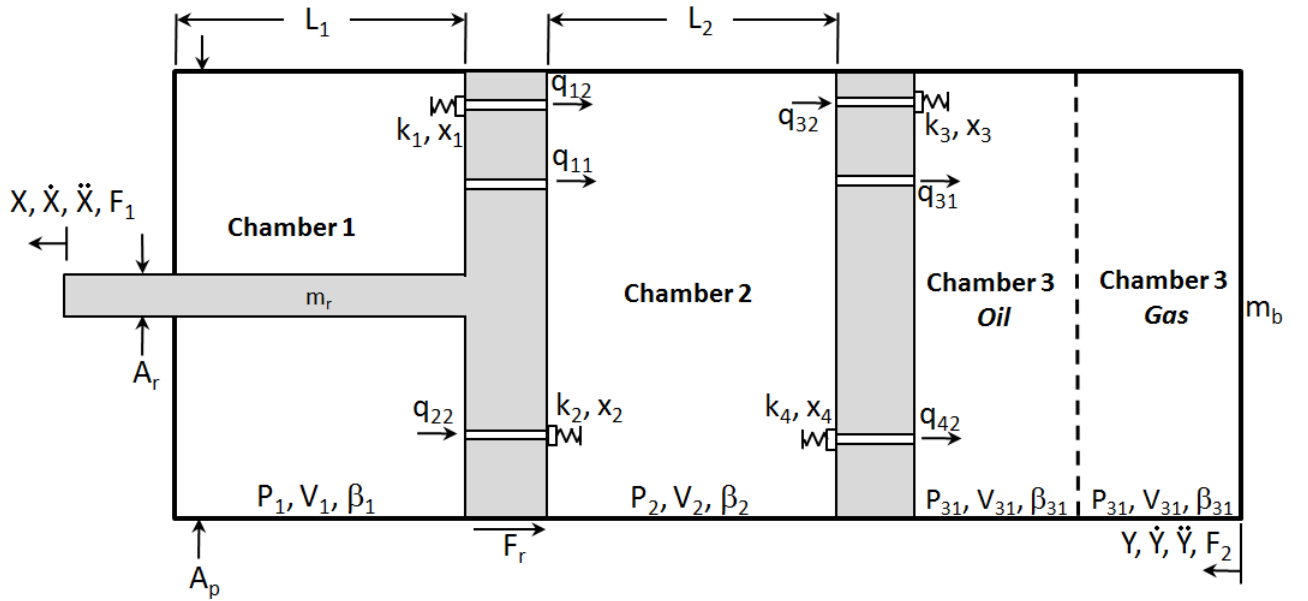 L₁
L₂
q₁₂
k₁, x₁
q₃₂
k₃, x₃
q₁₁
q₃₁
X, Ẋ, Ẍ, F₁
Chamber 1
mᵣ
Chamber 2
Chamber 3
Oil
Chamber 3
Gas
m_b
Aᵣ
q₂₂
k₂, x₂
k₄, x₄
q₄₂
P₁, V₁, β₁
P₂, V₂, β₂
P₃₁, V₃₁, β₃₁
P₃₁, V₃₁, β₃₁
Fᵣ
Y, Ẏ, Ÿ, F₂
Aₚ